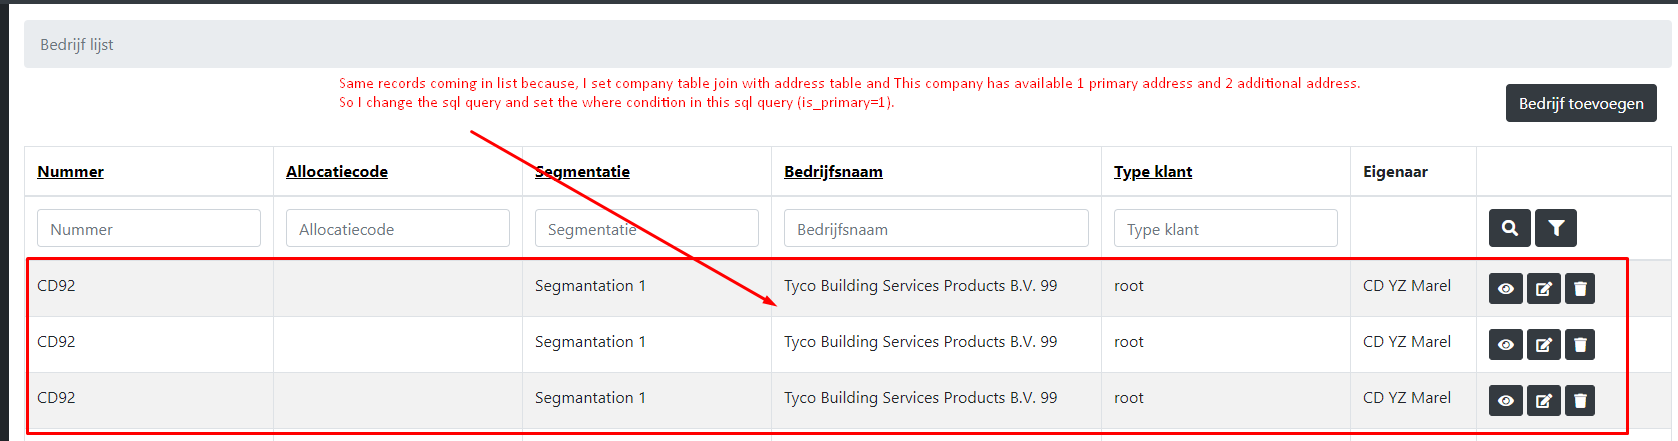 Bedrijf lijst
Same records coming in list because, I set company table join with address table and This company has available 1 primary address and 2 additional address.
So I change the sql query and set the where condition in this sql query (is_primary=1).
Bedrijf toevoegen
Nummer Allocatiecode Segmentatie Bedrijfsnaam Type klant Eigenaar
Nummer Allocatiecode Segmentatie Bedrijfsnaam Type klant
CD92 Segmantation 1 Tyco Building Services Products B.V. 99 root CD YZ Marel
CD92 Segmantation 1 Tyco Building Services Products B.V. 99 root CD YZ Marel
CD92 Segmantation 1 Tyco Building Services Products B.V. 99 root CD YZ Marel